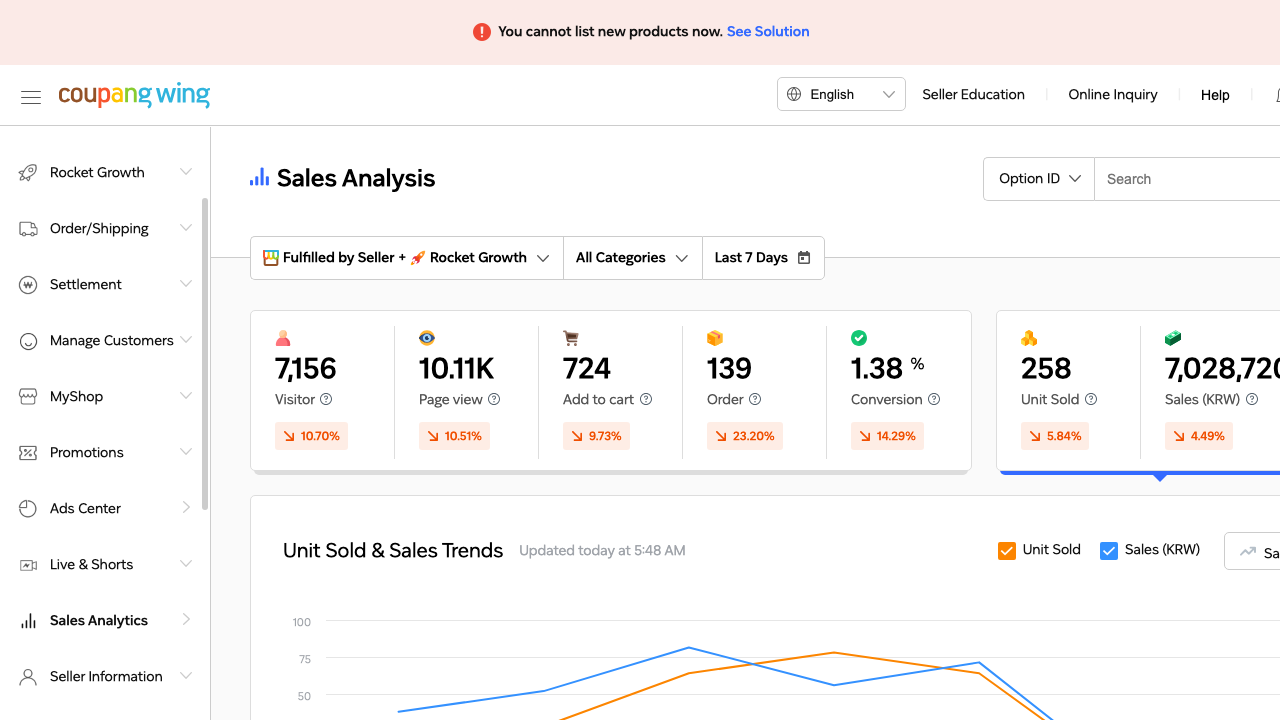 You cannot list new products now. See Solution
coupang wing
English
Seller Education
Online Inquiry
Help
Rocket Growth
Order/Shipping
Settlement
Manage Customers
MyShop
Promotions
Ads Center
Live & Shorts
Sales Analytics
Seller Information
Sales Analysis
Option ID
Search
Fulfilled by Seller + Rocket Growth
All Categories
Last 7 Days
7,156
Visitor
10.70%
10.11K
Page view
10.51%
724
Add to cart
9.73%
139
Order
23.20%
1.38 %
Conversion
14.29%
258
Unit Sold
5.84%
7,028,720
Sales (KRW)
4.49%
Unit Sold & Sales Trends
Updated today at 5:48 AM
Unit Sold
Sales (KRW)
Sa
100
75
50